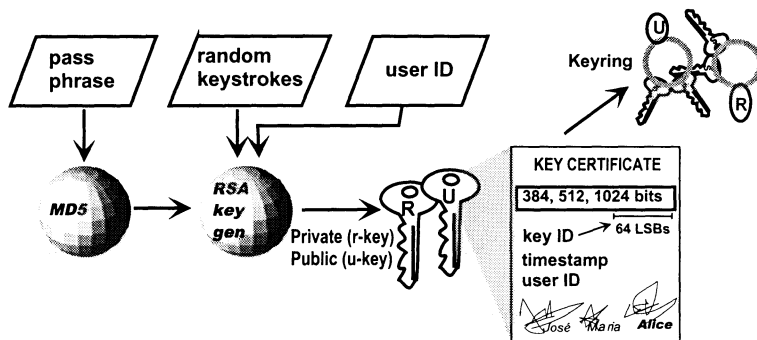 pass
phrase
random
keystrokes
user ID
Keyring
U
R
MD5
RSA
key
gen
R
U
Private (r-key)
Public (u-key)
KEY CERTIFICATE
384, 512, 1024 bits
key ID
64 LSBs
timestamp
user ID
José
Maria
Alice